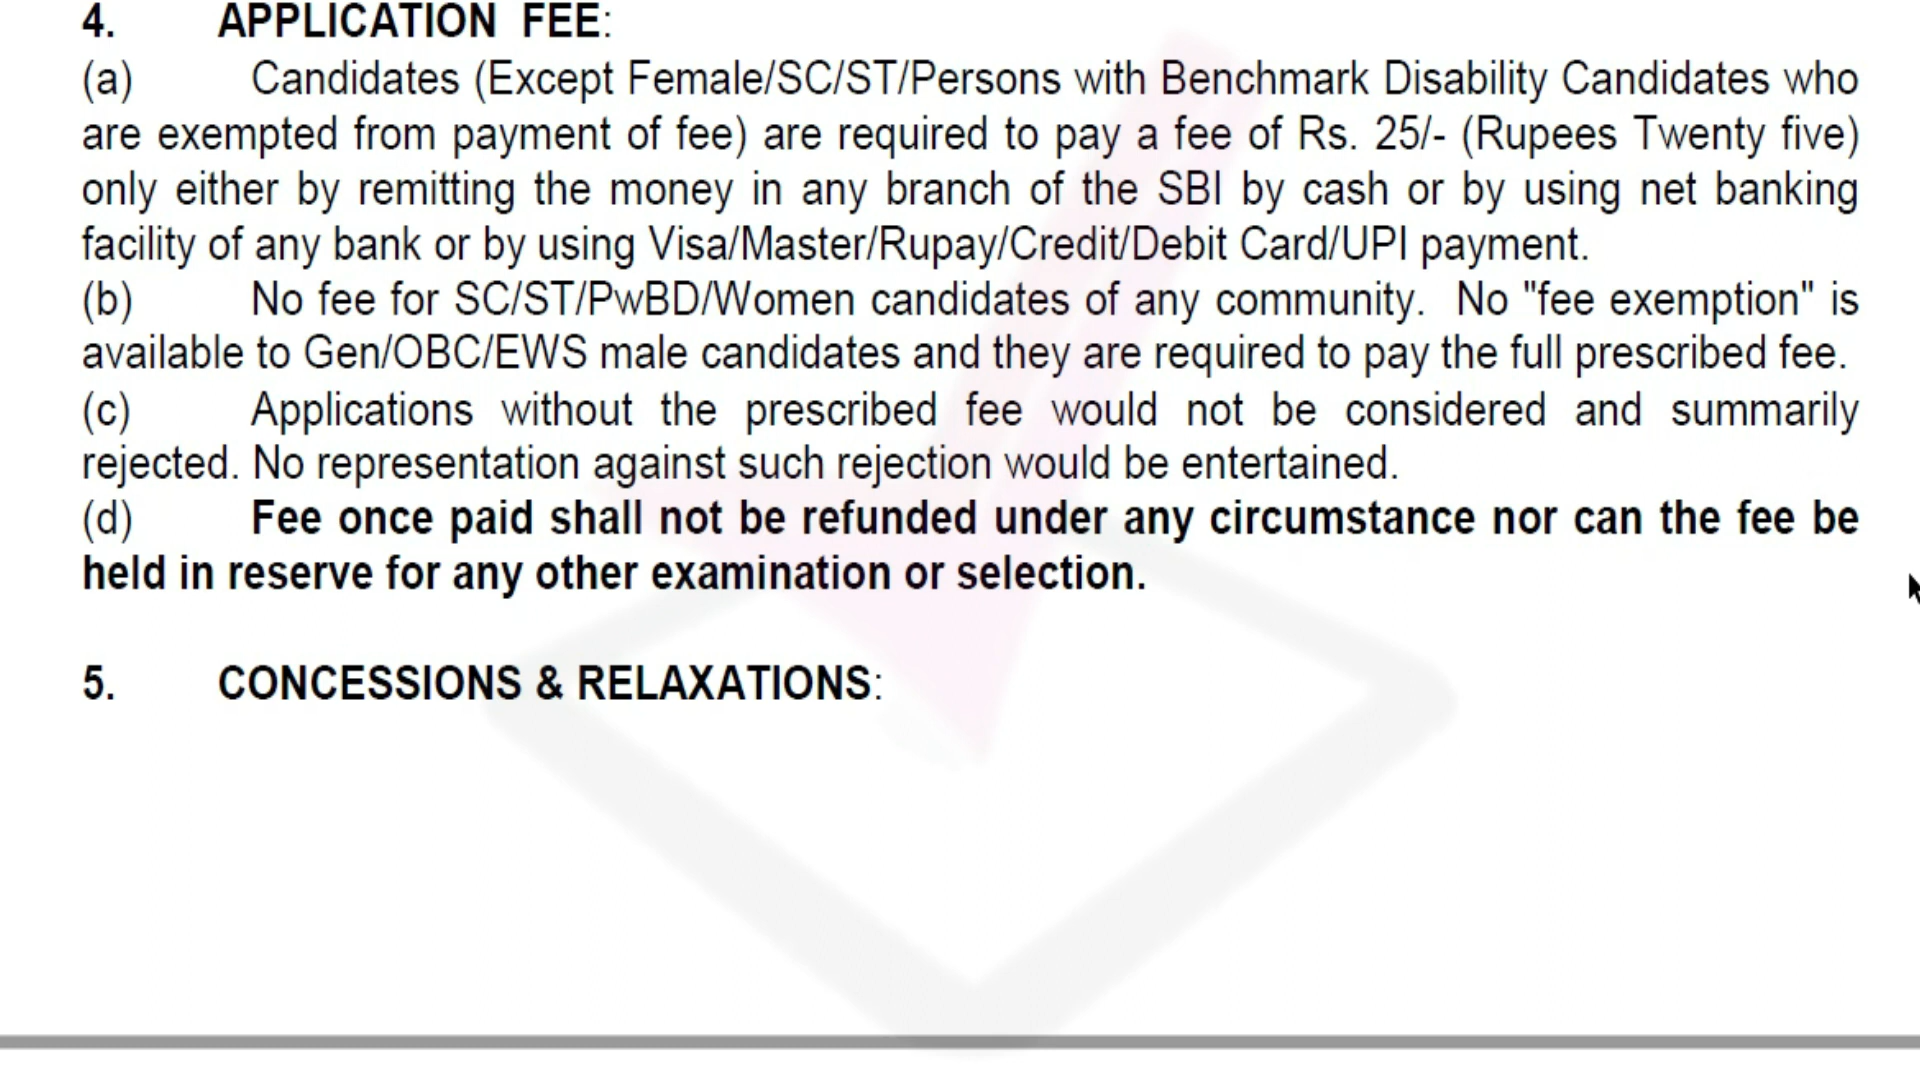 4. APPLICATION FEE:
(a) Candidates (Except Female/SC/ST/Persons with Benchmark Disability Candidates who
are exempted from payment of fee) are required to pay a fee of Rs. 25/- (Rupees Twenty five)
only either by remitting the money in any branch of the SBI by cash or by using net banking
facility of any bank or by using Visa/Master/Rupay/Credit/Debit Card/UPI payment.
(b) No fee for SC/ST/PwBD/Women candidates of any community. No "fee exemption" is
available to Gen/OBC/EWS male candidates and they are required to pay the full prescribed fee.
(c) Applications without the prescribed fee would not be considered and summarily
rejected. No representation against such rejection would be entertained.
(d) Fee once paid shall not be refunded under any circumstance nor can the fee be
held in reserve for any other examination or selection.
5. CONCESSIONS & RELAXATIONS: